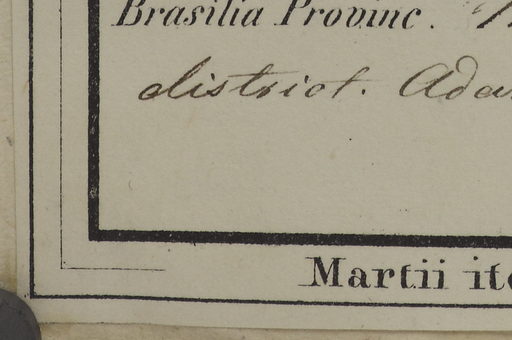 Brasilia Provinc.
district.
Martii